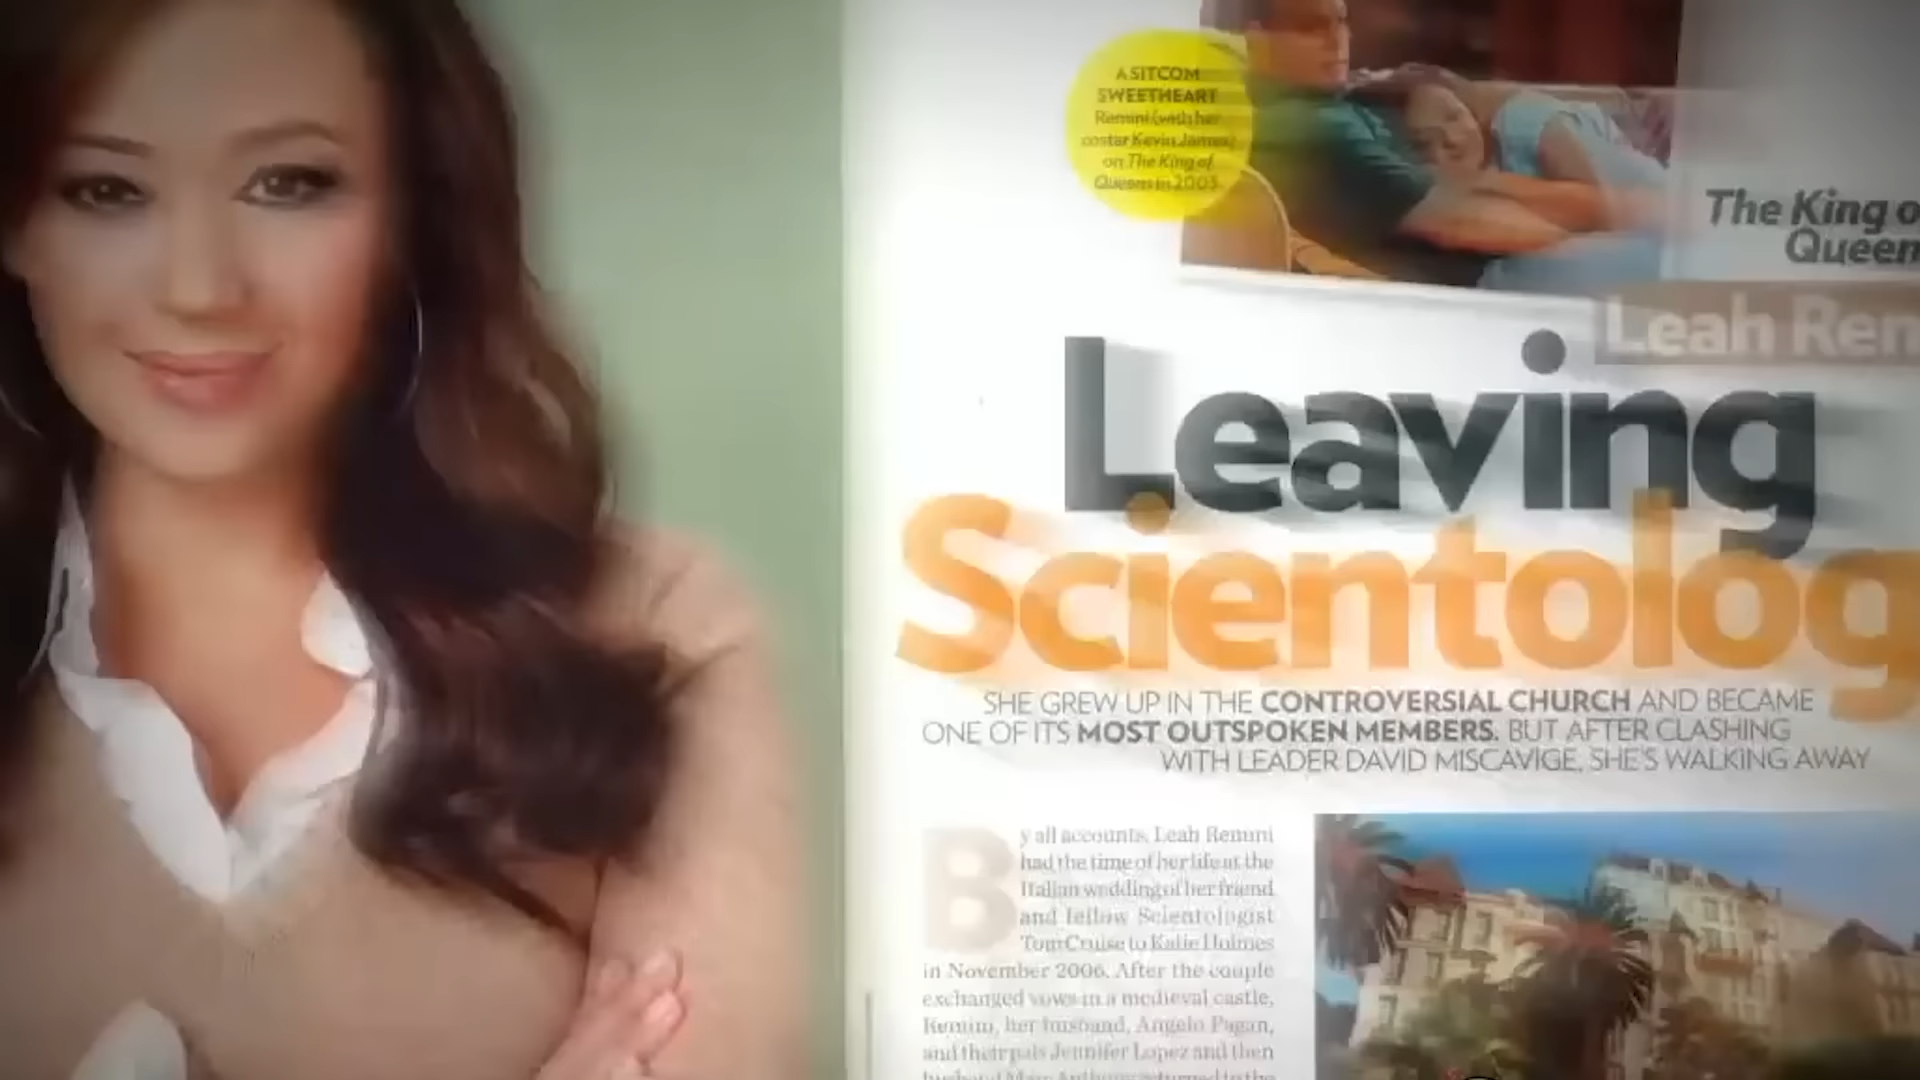 A SITCOM
SWEETHEART
Remini (with her
costar Kevin James)
on The King of
Queens in 2003.
The King o
Queen
Leah Rem
Leaving
Scientolog
SHE GREW UP IN THE CONTROVERSIAL CHURCH AND BECAME
ONE OF ITS MOST OUTSPOKEN MEMBERS. BUT AFTER CLASHING
WITH LEADER DAVID MISCAVIGE, SHE'S WALKING AWAY
By all accounts, Leah Remini
had the time of her life at the
Italian wedding of her friend
and fellow Scientologist
Tom Cruise to Katie Holmes
in November 2006. After the couple
exchanged vows in a medieval castle,
Remini, her husband, Angelo Pagan,
and their pals Jennifer Lopez and then